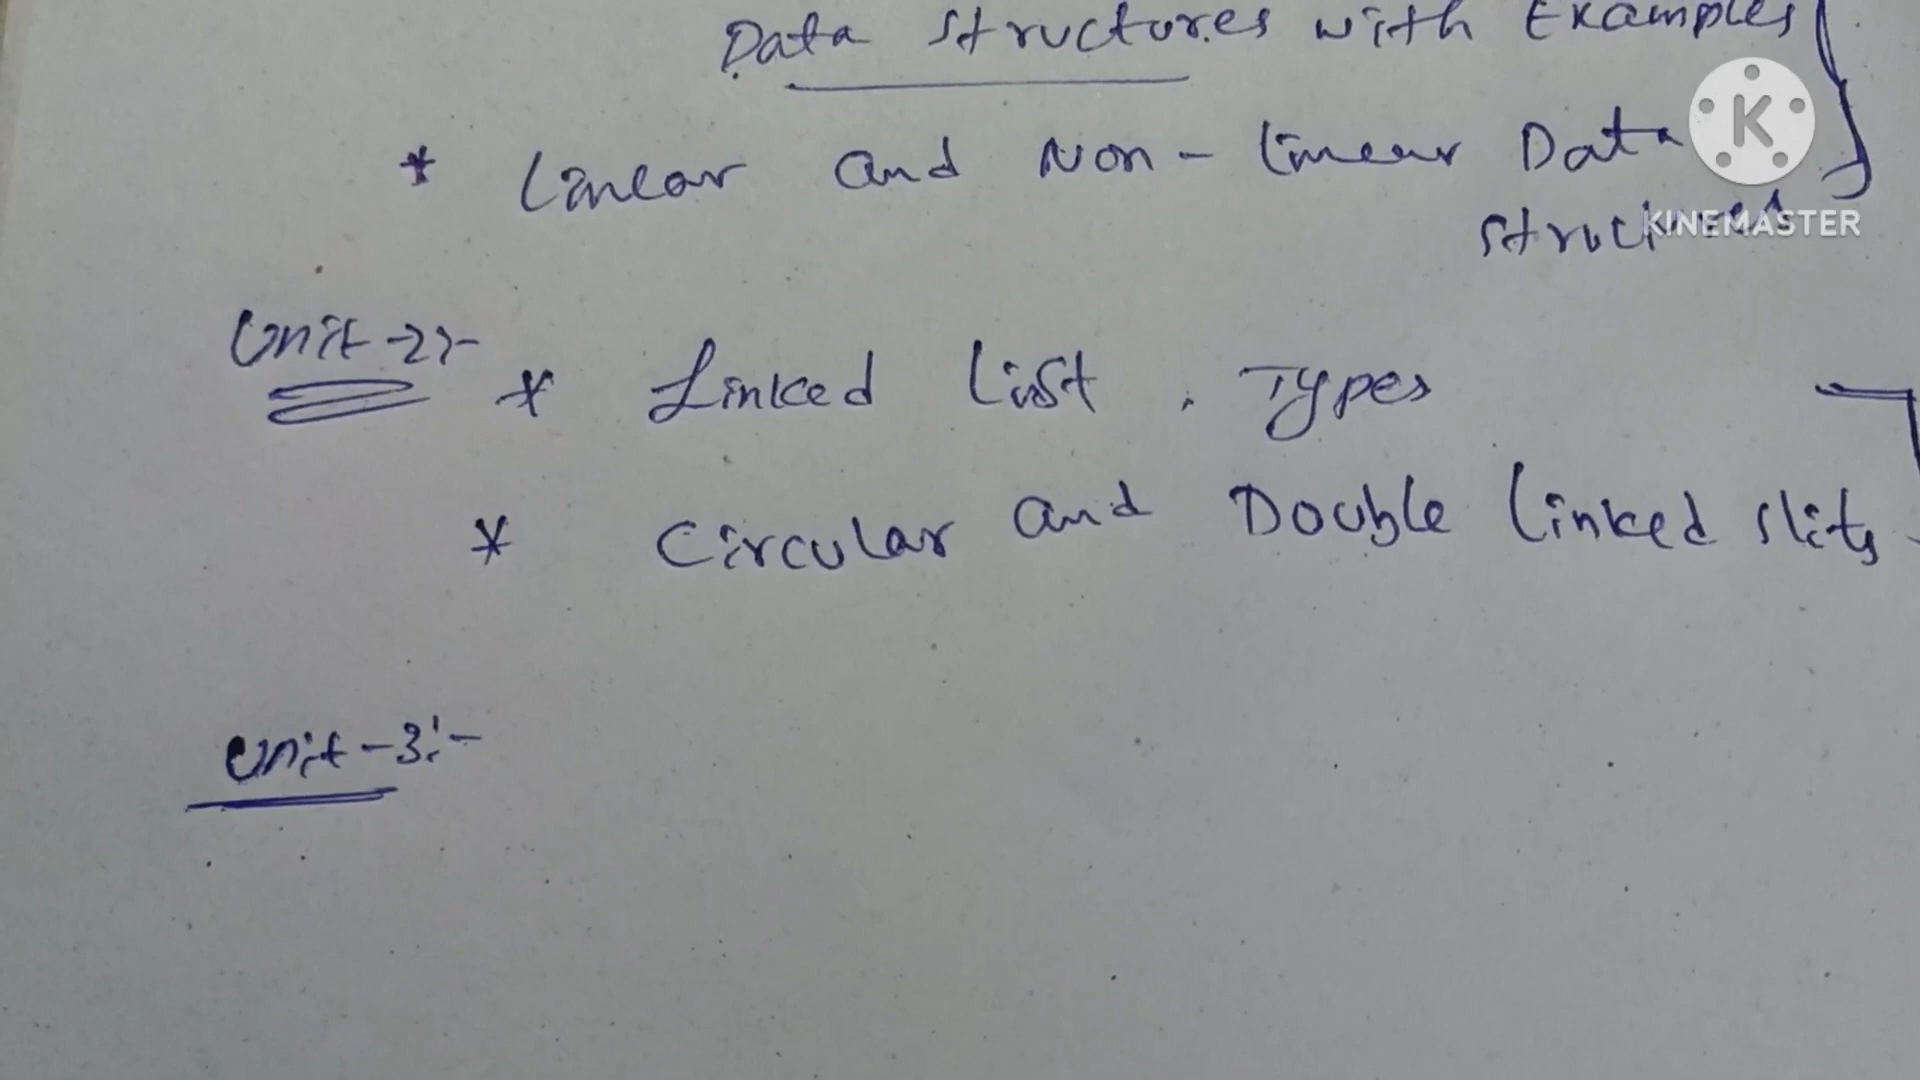 Data Structures with Examples
* Linear and Non-linear Data
Structures
KINEMASTER
Unit-2:-
* Linked List. Types
* Circular and Double linked slits.
Unit-3:-